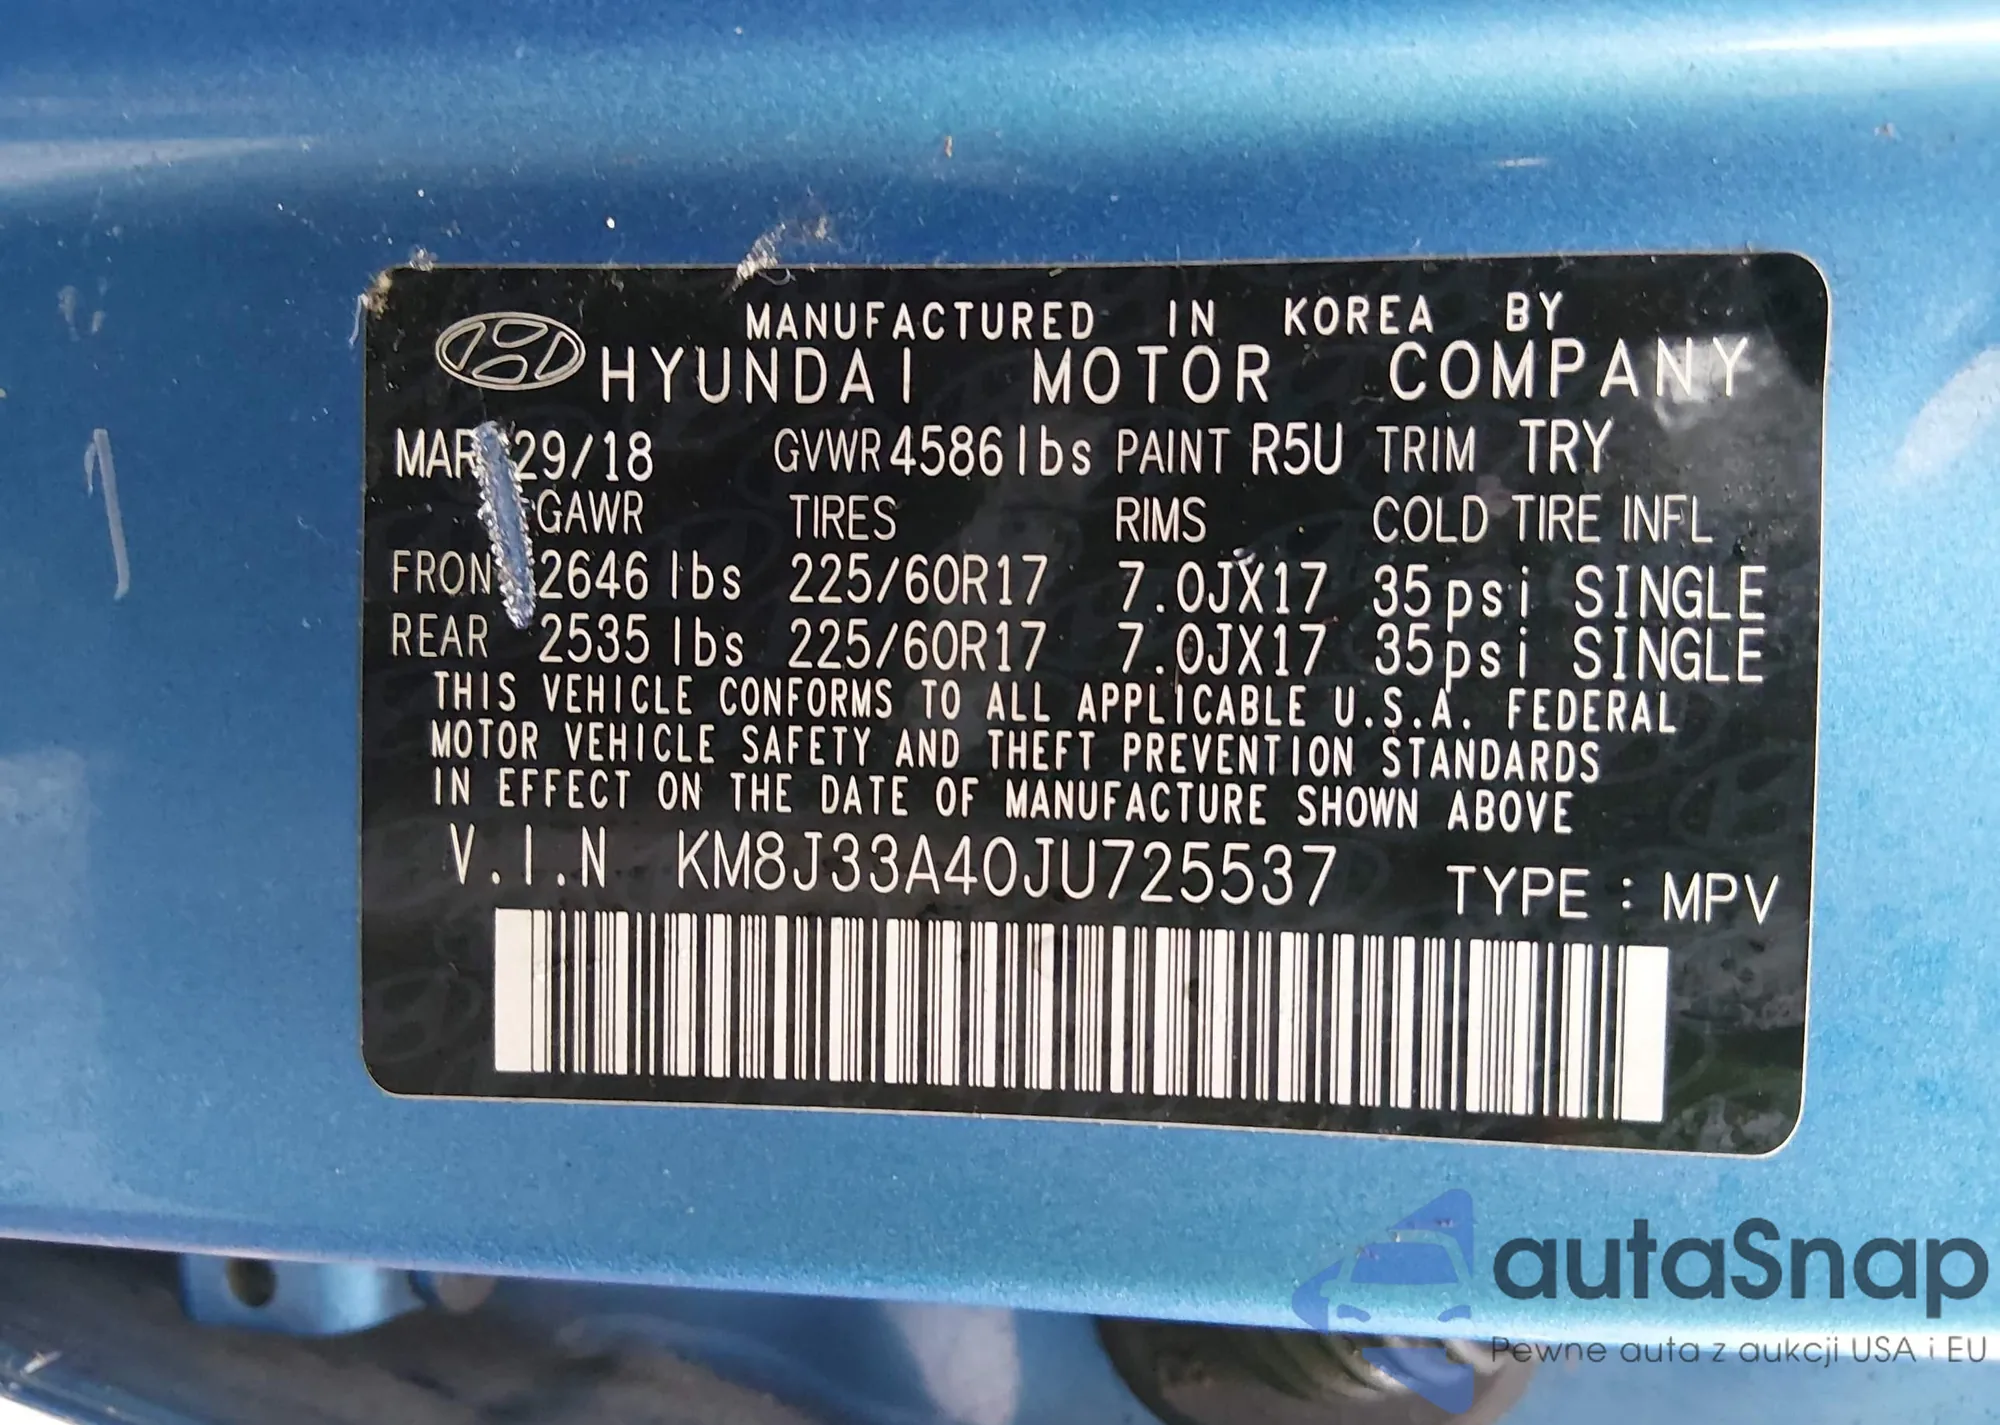 MANUFACTURED IN KOREA BY
HYUNDAI MOTOR COMPANY
MAR 29/18 GVWR 4586 lbs PAINT R5U TRIM TRY
GAWR TIRES RIMS COLD TIRE INFL
FRON 2646 lbs 225/60R17 7.0JX17 35psi SINGLE
REAR 2535 lbs 225/60R17 7.0JX17 35psi SINGLE
THIS VEHICLE CONFORMS TO ALL APPLICABLE U.S.A. FEDERAL
MOTOR VEHICLE SAFETY AND THEFT PREVENTION STANDARDS
IN EFFECT ON THE DATE OF MANUFACTURE SHOWN ABOVE
V.I.N KM8J33A40JU725537 TYPE : MPV
autaSnap
Pewne auta z aukcji USA i EU